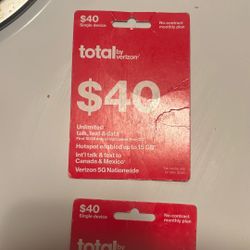 $40
Single device
No-contract
monthly plan
total by
verizon
$40
Unlimited
talk, text & data
Hotspot enabled up to 15 GB
Int'l talk & text to
Canada & Mexico
Verizon 5G Nationwide
$40
Single device
No-contract
monthly plan
total by
verizon